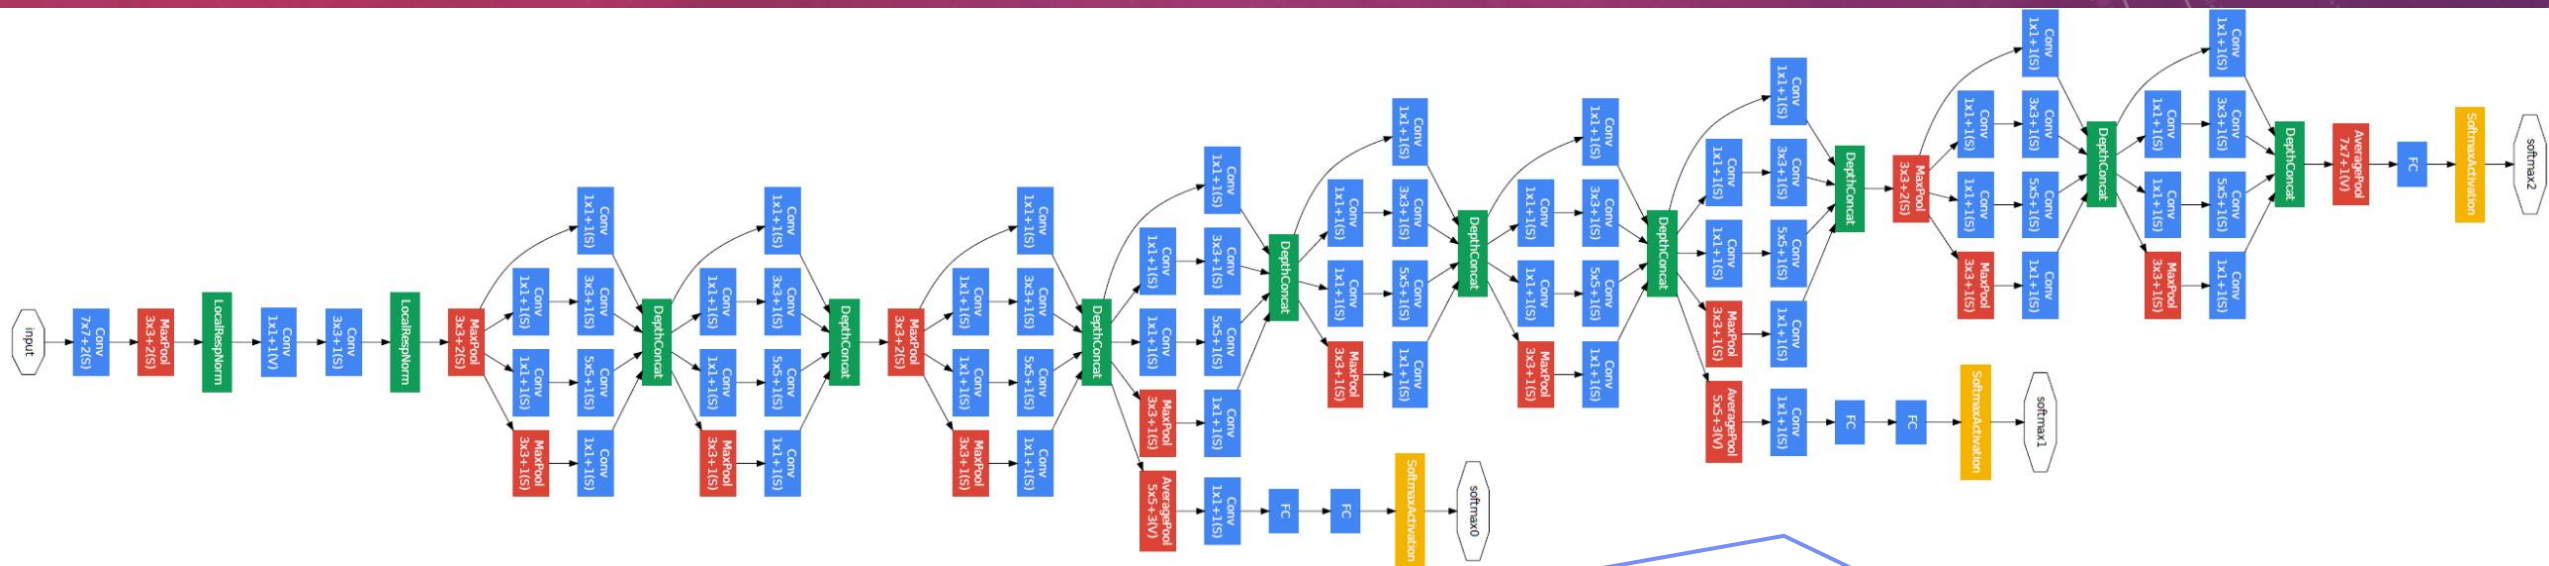 input
Conv
7x7+2(S)
MaxPool
3x3+2(S)
LocalRespNorm
Conv
1x1+1(V)
Conv
3x3+1(S)
LocalRespNorm
MaxPool
3x3+2(S)
Conv
1x1+1(S)
Conv
1x1+1(S)
MaxPool
3x3+1(S)
Conv
1x1+1(S)
Conv
3x3+1(S)
Conv
5x5+1(S)
Conv
1x1+1(S)
DepthConcat
Conv
1x1+1(S)
Conv
1x1+1(S)
MaxPool
3x3+1(S)
Conv
1x1+1(S)
Conv
3x3+1(S)
Conv
5x5+1(S)
Conv
1x1+1(S)
DepthConcat
MaxPool
3x3+2(S)
Conv
1x1+1(S)
Conv
1x1+1(S)
MaxPool
3x3+1(S)
Conv
1x1+1(S)
Conv
3x3+1(S)
Conv
5x5+1(S)
Conv
1x1+1(S)
DepthConcat
Conv
1x1+1(S)
Conv
1x1+1(S)
MaxPool
3x3+1(S)
AveragePool
5x5+3(V)
Conv
1x1+1(S)
Conv
3x3+1(S)
Conv
5x5+1(S)
Conv
1x1+1(S)
Conv
1x1+1(S)
DepthConcat
FC
Conv
1x1+1(S)
Conv
1x1+1(S)
MaxPool
3x3+1(S)
FC
Conv
1x1+1(S)
Conv
3x3+1(S)
Conv
5x5+1(S)
Conv
1x1+1(S)
SoftmaxActivation
DepthConcat
softmax0
Conv
1x1+1(S)
Conv
1x1+1(S)
MaxPool
3x3+1(S)
Conv
1x1+1(S)
Conv
3x3+1(S)
Conv
5x5+1(S)
Conv
1x1+1(S)
DepthConcat
Conv
1x1+1(S)
Conv
1x1+1(S)
MaxPool
3x3+1(S)
AveragePool
5x5+3(V)
Conv
1x1+1(S)
Conv
3x3+1(S)
Conv
5x5+1(S)
Conv
1x1+1(S)
Conv
1x1+1(S)
DepthConcat
FC
MaxPool
3x3+2(S)
FC
Conv
1x1+1(S)
Conv
1x1+1(S)
MaxPool
3x3+1(S)
SoftmaxActivation
Conv
1x1+1(S)
Conv
3x3+1(S)
Conv
5x5+1(S)
Conv
1x1+1(S)
softmax1
DepthConcat
Conv
1x1+1(S)
Conv
1x1+1(S)
MaxPool
3x3+1(S)
Conv
1x1+1(S)
Conv
3x3+1(S)
Conv
5x5+1(S)
Conv
1x1+1(S)
DepthConcat
AveragePool
7x7+1(V)
FC
SoftmaxActivation
softmax2